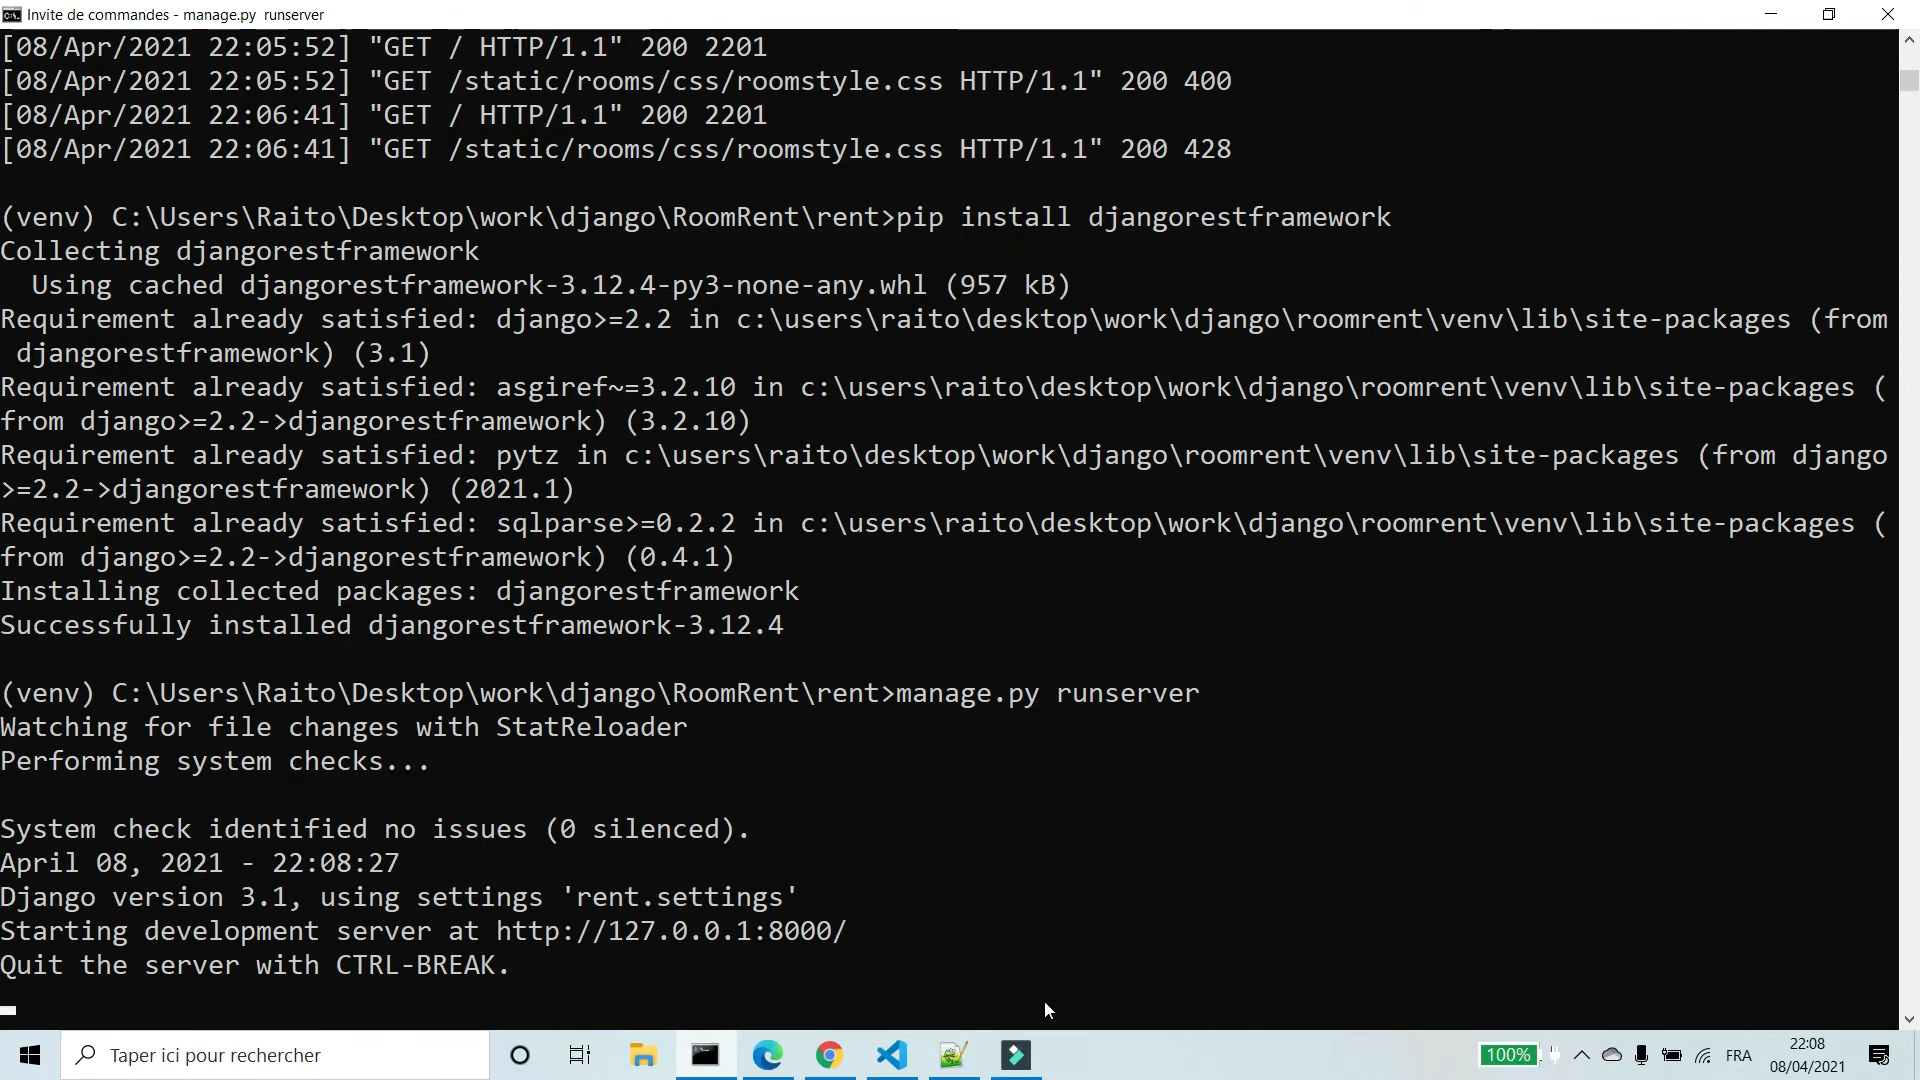 Invite de commandes - manage.py  runserver
[08/Apr/2021 22:05:52] "GET / HTTP/1.1" 200 2201
[08/Apr/2021 22:05:52] "GET /static/rooms/css/roomstyle.css HTTP/1.1" 200 400
[08/Apr/2021 22:06:41] "GET / HTTP/1.1" 200 2201
[08/Apr/2021 22:06:41] "GET /static/rooms/css/roomstyle.css HTTP/1.1" 200 428
(venv) C:\Users\Raito\Desktop\work\django\RoomRent\rent>pip install djangorestframework
Collecting djangorestframework
  Using cached djangorestframework-3.12.4-py3-none-any.whl (957 kB)
Requirement already satisfied: django>=2.2 in c:\users\raito\desktop\work\django\roomrent\venv\lib\site-packages (from
 djangorestframework) (3.1)
Requirement already satisfied: asgiref~=3.2.10 in c:\users\raito\desktop\work\django\roomrent\venv\lib\site-packages (
from django>=2.2->djangorestframework) (3.2.10)
Requirement already satisfied: pytz in c:\users\raito\desktop\work\django\roomrent\venv\lib\site-packages (from django
>=2.2->djangorestframework) (2021.1)
Requirement already satisfied: sqlparse>=0.2.2 in c:\users\raito\desktop\work\django\roomrent\venv\lib\site-packages (
from django>=2.2->djangorestframework) (0.4.1)
Installing collected packages: djangorestframework
Successfully installed djangorestframework-3.12.4
(venv) C:\Users\Raito\Desktop\work\django\RoomRent\rent>manage.py runserver
Watching for file changes with StatReloader
Performing system checks...
System check identified no issues (0 silenced).
April 08, 2021 - 22:08:27
Django version 3.1, using settings 'rent.settings'
Starting development server at http://127.0.0.1:8000/
Quit the server with CTRL-BREAK.
Taper ici pour rechercher
100%
FRA
22:08
08/04/2021